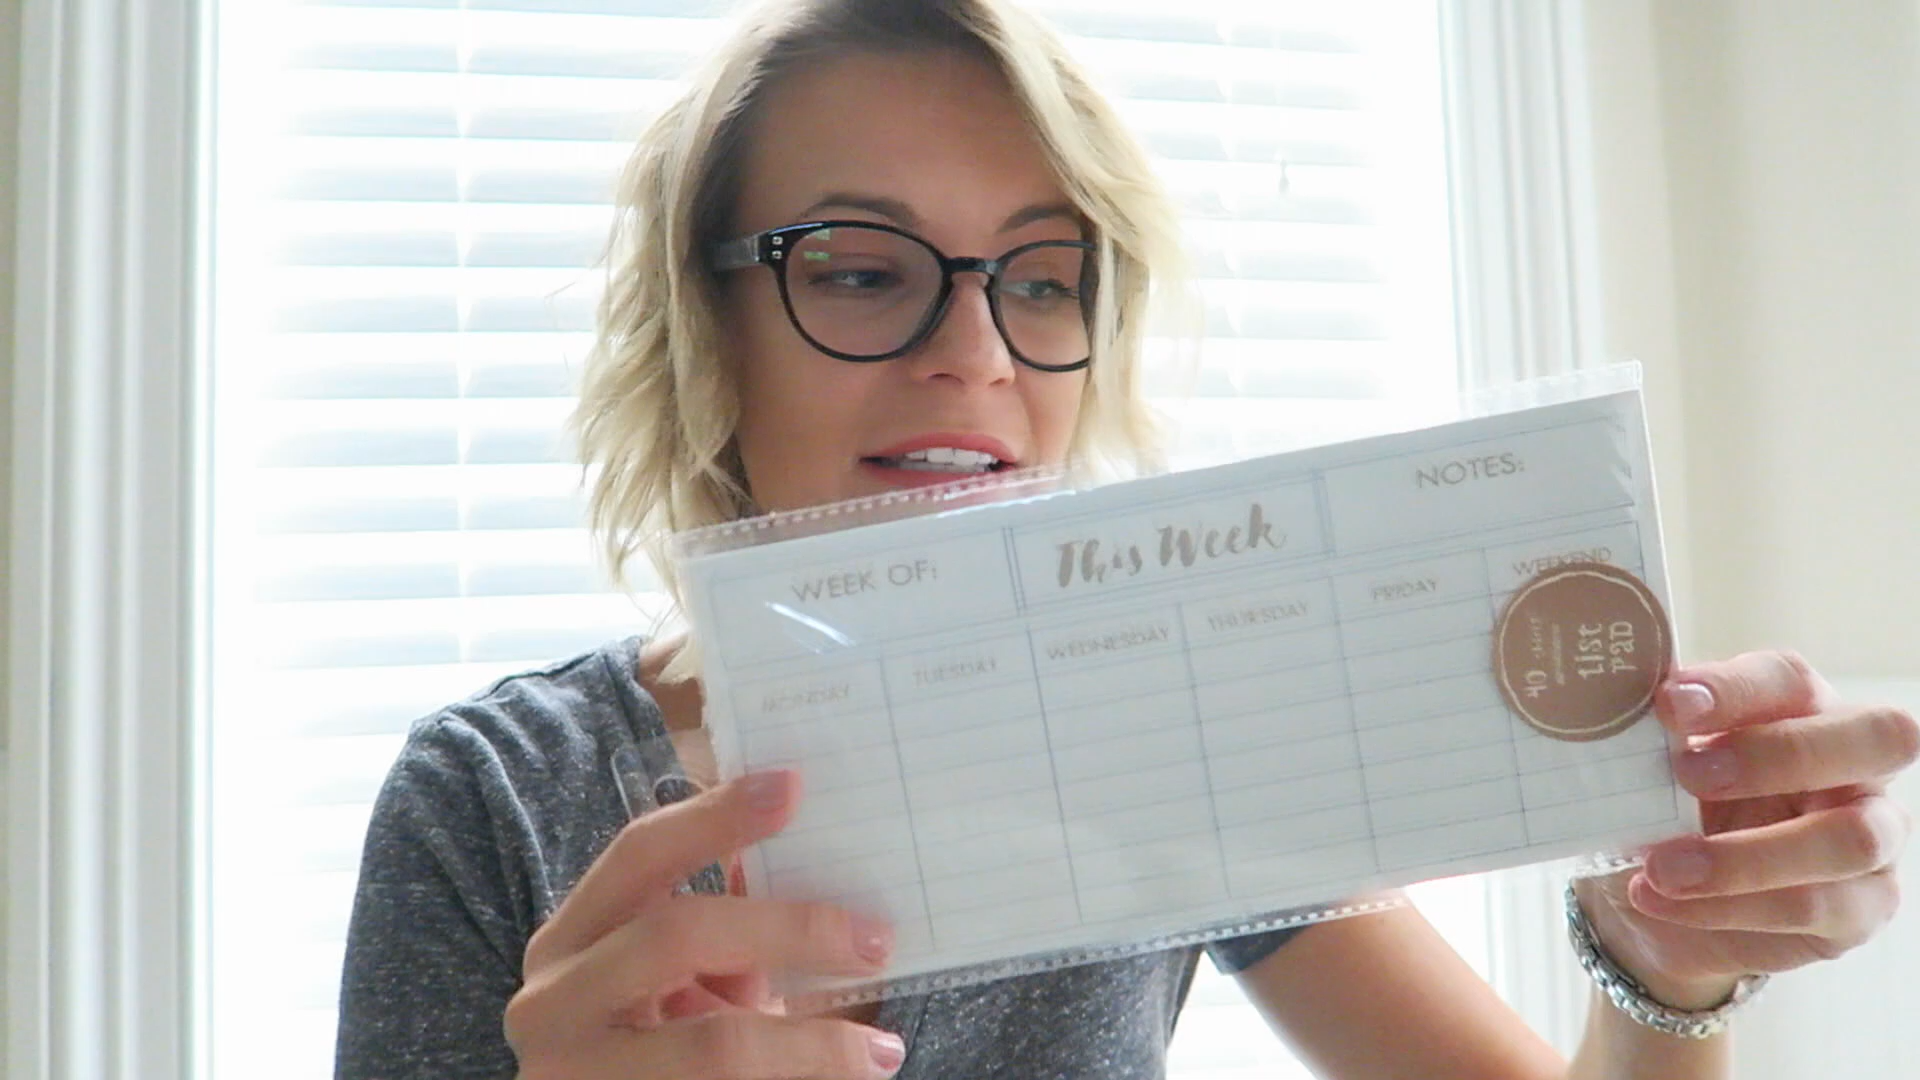 WEEK OF:
This Week
NOTES:
MONDAY
TUESDAY
WEDNESDAY
THURSDAY
FRIDAY
WEEKEND
40
list
pad